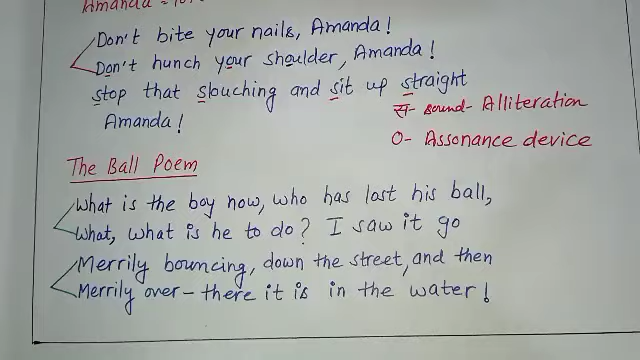 Amanda
Don't bite your nails, Amanda!
Don't hunch your shoulder, Amanda!
stop that slouching and sit up straight
Amanda!
स- sound- Alliteration
O- Assonance device
The Ball Poem
What is the boy now, who has lost his ball,
What, what is he to do? I saw it go
Merrily bouncing, down the street, and then
Merrily over- there it is in the water!